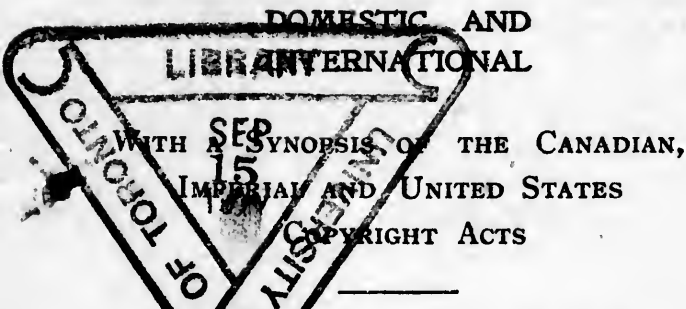 DOMESTIC AND
INTERNATIONAL
LIBRARY
WITH A SYNOPSIS OF THE CANADIAN,
IMPERIAL AND UNITED STATES
COPYRIGHT ACTS
SEP
15
UNIVERSITY
OF TORONTO